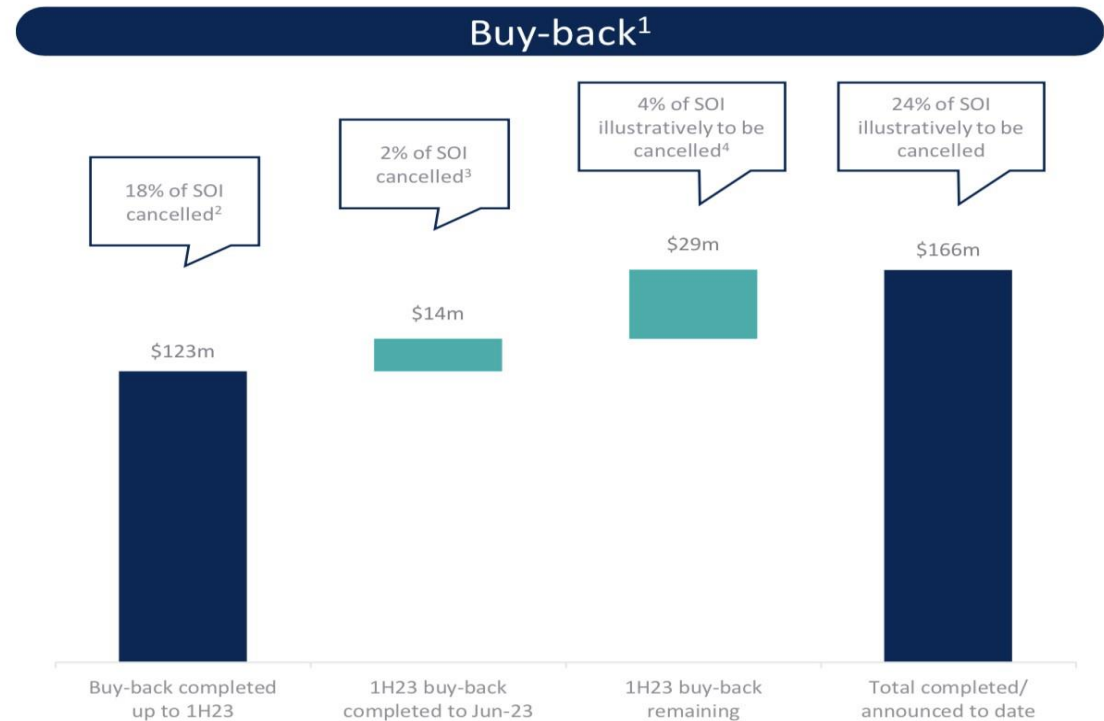 Buy-back¹
18% of SOI
cancelled²
2% of SOI
cancelled³
4% of SOI
illustratively to be
cancelled⁴
24% of SOI
illustratively to be
cancelled
$123m
$14m
$29m
$166m
Buy-back completed
up to 1H23
1H23 buy-back
completed to Jun-23
1H23 buy-back
remaining
Total completed/
announced to date